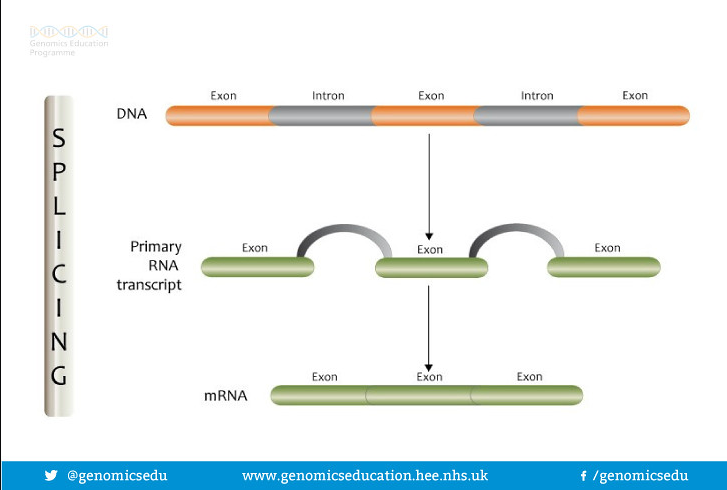 Genomics Education
Programme
SPLICING
Exon Intron Exon Intron Exon
DNA
Primary
RNA
transcript
Exon Exon Exon
mRNA
Exon Exon Exon
@genomicsedu www.genomicseducation.hee.nhs.uk /genomicsedu